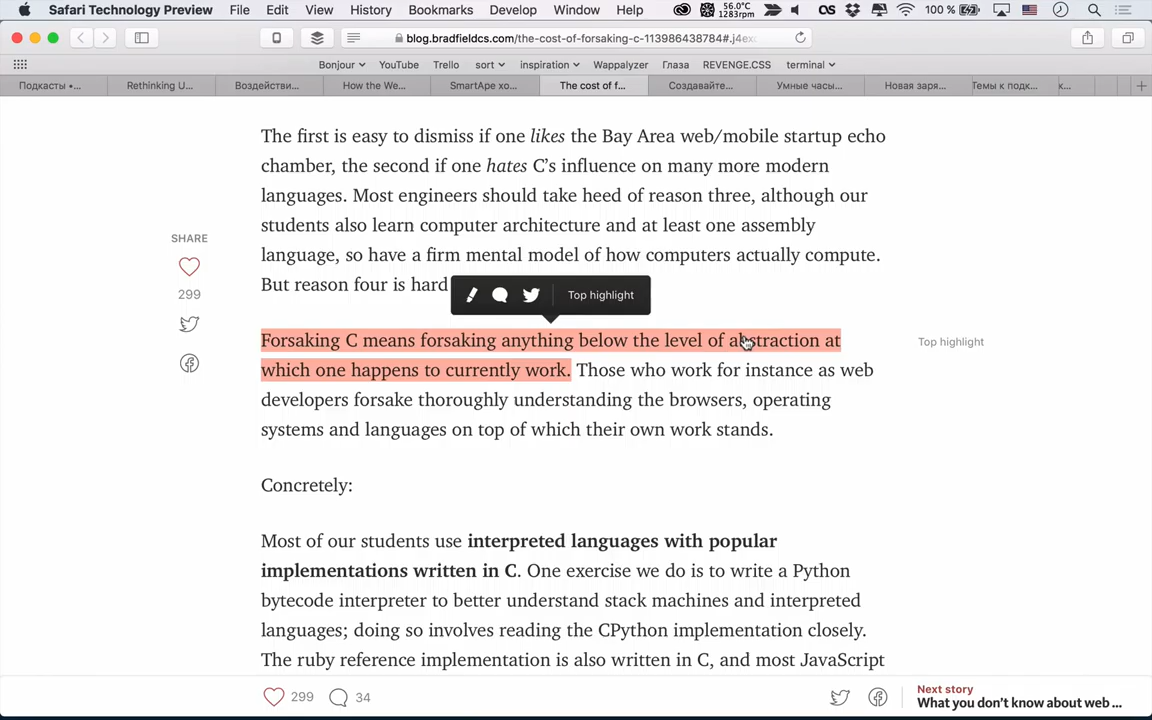 Safari Technology Preview File Edit View History Bookmarks Develop Window Help 56.0°C 1283rpm 100 %
blog.bradfieldcs.com/the-cost-of-forsaking-c-113986438784#.j4ex
Bonjour YouTube Trello sort inspiration Wappalyzer Глаза REVENGE.CSS terminal
Подкасты •... Rethinking U... Воздействи... How the We... SmartApe хо... The cost of f... Создавайте... Умные часы... Новая заря... Темы к подк... к...
The first is easy to dismiss if one likes the Bay Area web/mobile startup echo
chamber, the second if one hates C’s influence on many more modern
languages. Most engineers should take heed of reason three, although our
students also learn computer architecture and at least one assembly
language, so have a firm mental model of how computers actually compute.
But reason four is hard
SHARE
299
Top highlight
Forsaking C means forsaking anything below the level of abstraction at
which one happens to currently work. Those who work for instance as web
developers forsake thoroughly understanding the browsers, operating
systems and languages on top of which their own work stands.
Top highlight
Concretely:
Most of our students use interpreted languages with popular
implementations written in C. One exercise we do is to write a Python
bytecode interpreter to better understand stack machines and interpreted
languages; doing so involves reading the CPython implementation closely.
The ruby reference implementation is also written in C, and most JavaScript
299 34
Next story
What you don’t know about web ...